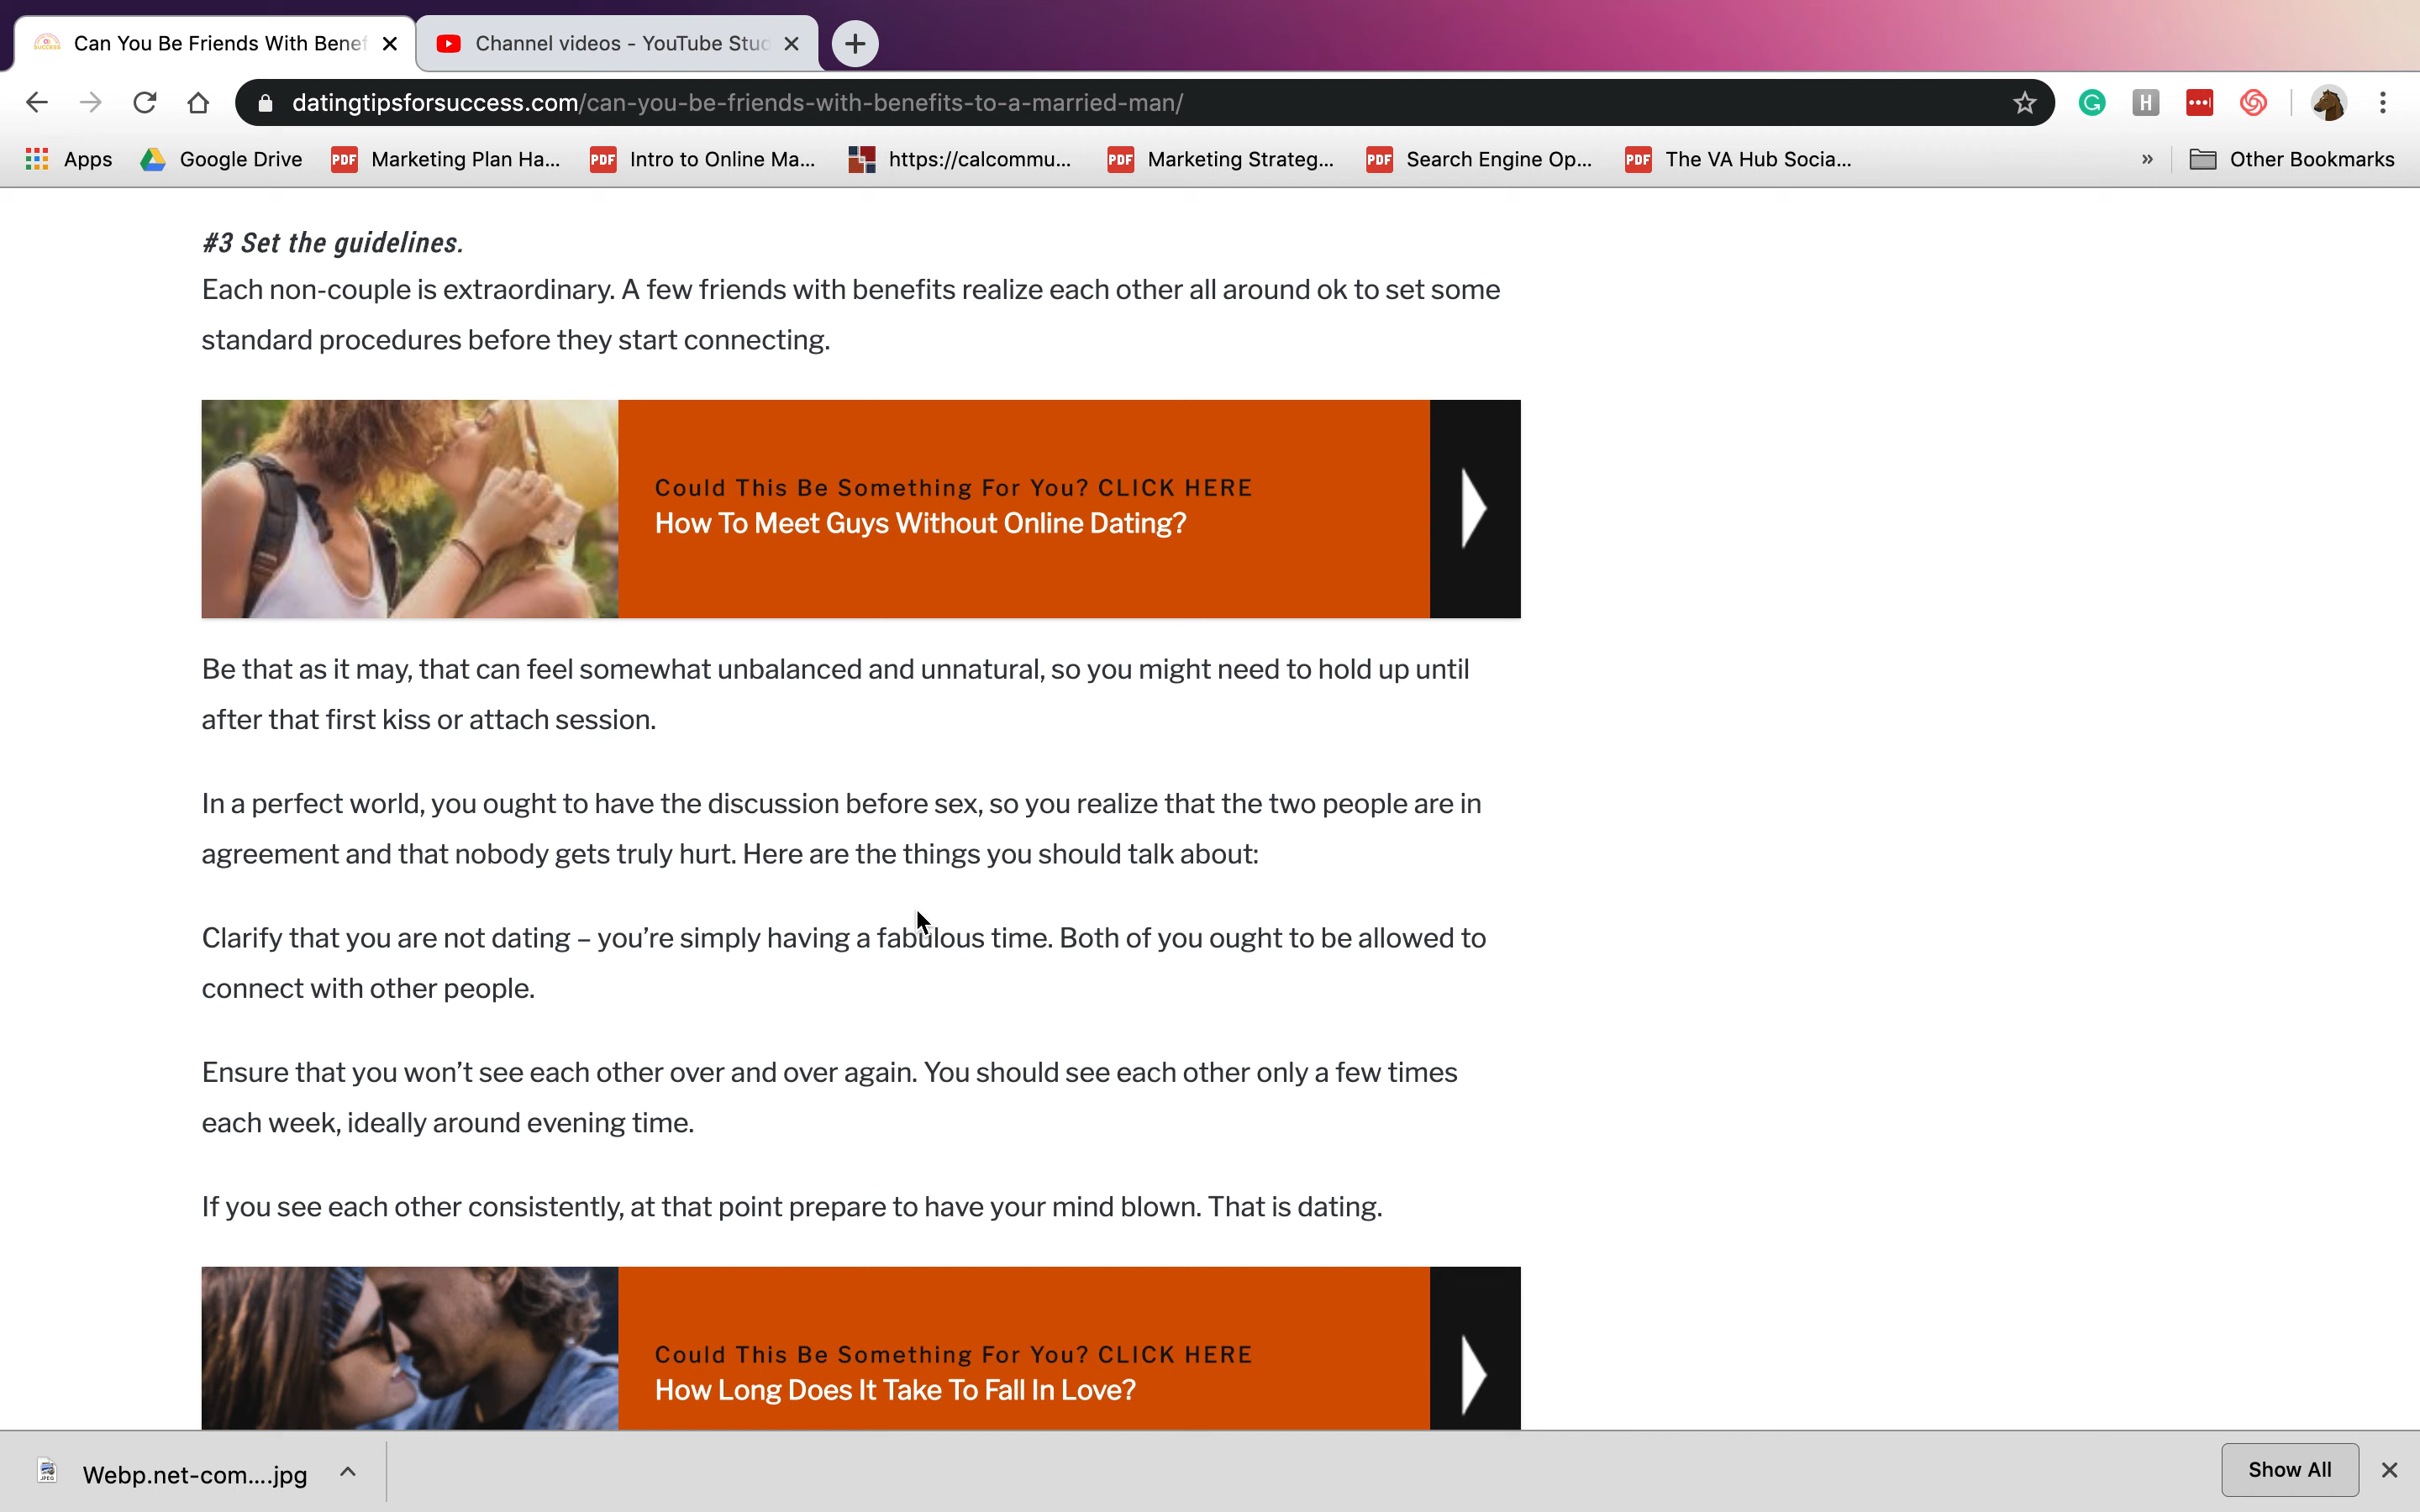 Can You Be Friends With Benef
Channel videos - YouTube Stud
datingtipsforsuccess.com/can-you-be-friends-with-benefits-to-a-married-man/
Apps
Google Drive
PDF Marketing Plan Ha...
PDF Intro to Online Ma...
https://calcommu...
PDF Marketing Strateg...
PDF Search Engine Op...
PDF The VA Hub Socia...
»
Other Bookmarks
#3 Set the guidelines.
Each non-couple is extraordinary. A few friends with benefits realize each other all around ok to set some
standard procedures before they start connecting.
Could This Be Something For You? CLICK HERE
How To Meet Guys Without Online Dating?
Be that as it may, that can feel somewhat unbalanced and unnatural, so you might need to hold up until
after that first kiss or attach session.
In a perfect world, you ought to have the discussion before sex, so you realize that the two people are in
agreement and that nobody gets truly hurt. Here are the things you should talk about:
Clarify that you are not dating – you’re simply having a fabulous time. Both of you ought to be allowed to
connect with other people.
Ensure that you won’t see each other over and over again. You should see each other only a few times
each week, ideally around evening time.
If you see each other consistently, at that point prepare to have your mind blown. That is dating.
Could This Be Something For You? CLICK HERE
How Long Does It Take To Fall In Love?
Webp.net-com....jpg
Show All